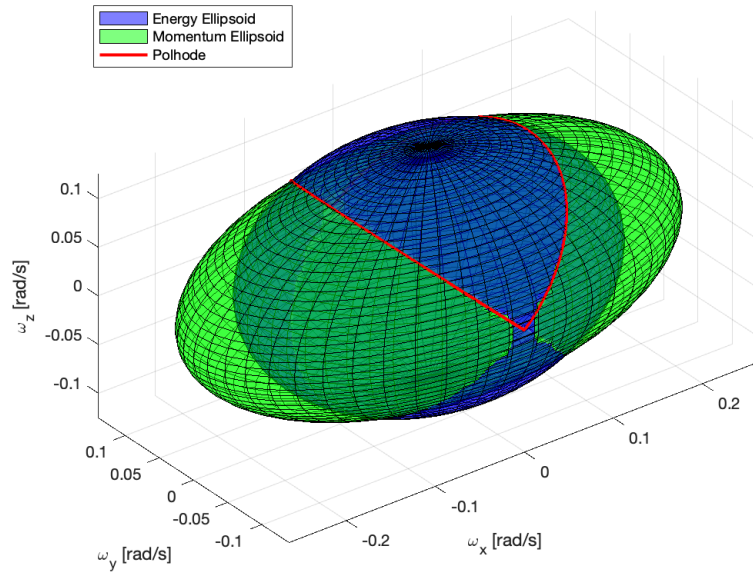 Energy Ellipsoid
Momentum Ellipsoid
Polhode
ω_z [rad/s]
0.1
0.05
0
-0.05
-0.1
ω_y [rad/s]
0.1
0.05
0
-0.05
-0.1
ω_x [rad/s]
-0.2
-0.1
0
0.1
0.2